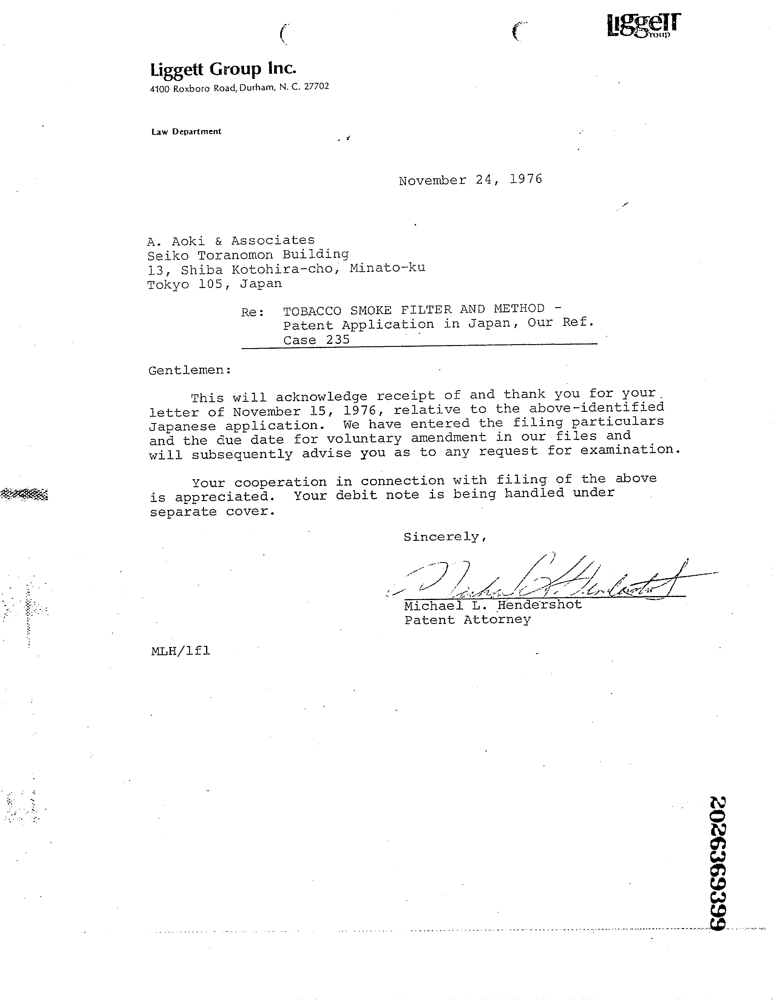 Liggett
Group
Liggett Group Inc.
4100 Roxboro Road, Durham, N. C. 27702
Law Department
November 24, 1976
A. Aoki & Associates
Seiko Toranomon Building
13, Shiba Kotohira-cho, Minato-ku
Tokyo 105, Japan
Re: TOBACCO SMOKE FILTER AND METHOD -
Patent Application in Japan, Our Ref.
Case 235
Gentlemen:
This will acknowledge receipt of and thank you for your
letter of November 15, 1976, relative to the above-identified
Japanese application. We have entered the filing particulars
and the due date for voluntary amendment in our files and
will subsequently advise you as to any request for examination.
Your cooperation in connection with filing of the above
is appreciated. Your debit note is being handled under
separate cover.
Sincerely,
Michael L. Hendershot
Michael L. Hendershot
Patent Attorney
MLH/lfl
2026369399